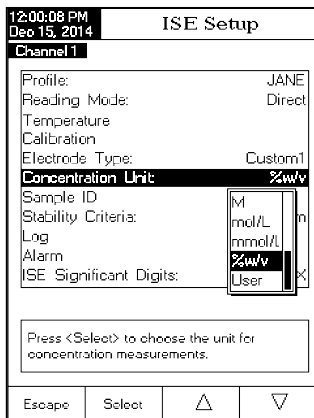 12:00:08 PM
Dec 15, 2014
ISE Setup
Channel 1
Profile: JANE
Reading Mode: Direct
Temperature
Calibration
Electrode Type: Custom1
Concentration Unit: %w/v
Sample ID
Stability Criteria: m
Log
Alarm
ISE Significant Digits: X
M
mol/L
mmol/L
%w/v
User
Press <Select> to choose the unit for
concentration measurements.
Escape Select △ ▽